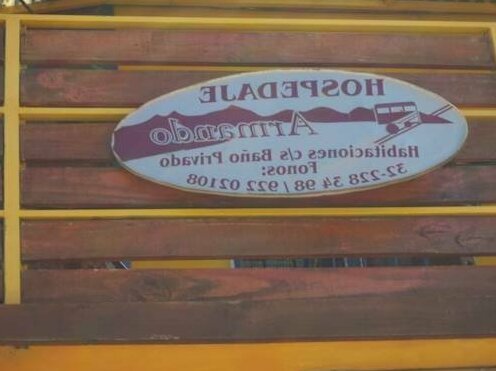 HOSPEDAJE
Armando
Habitaciones c/s Baño Privado
Fonos:
32-228 34 98 / 922 02108